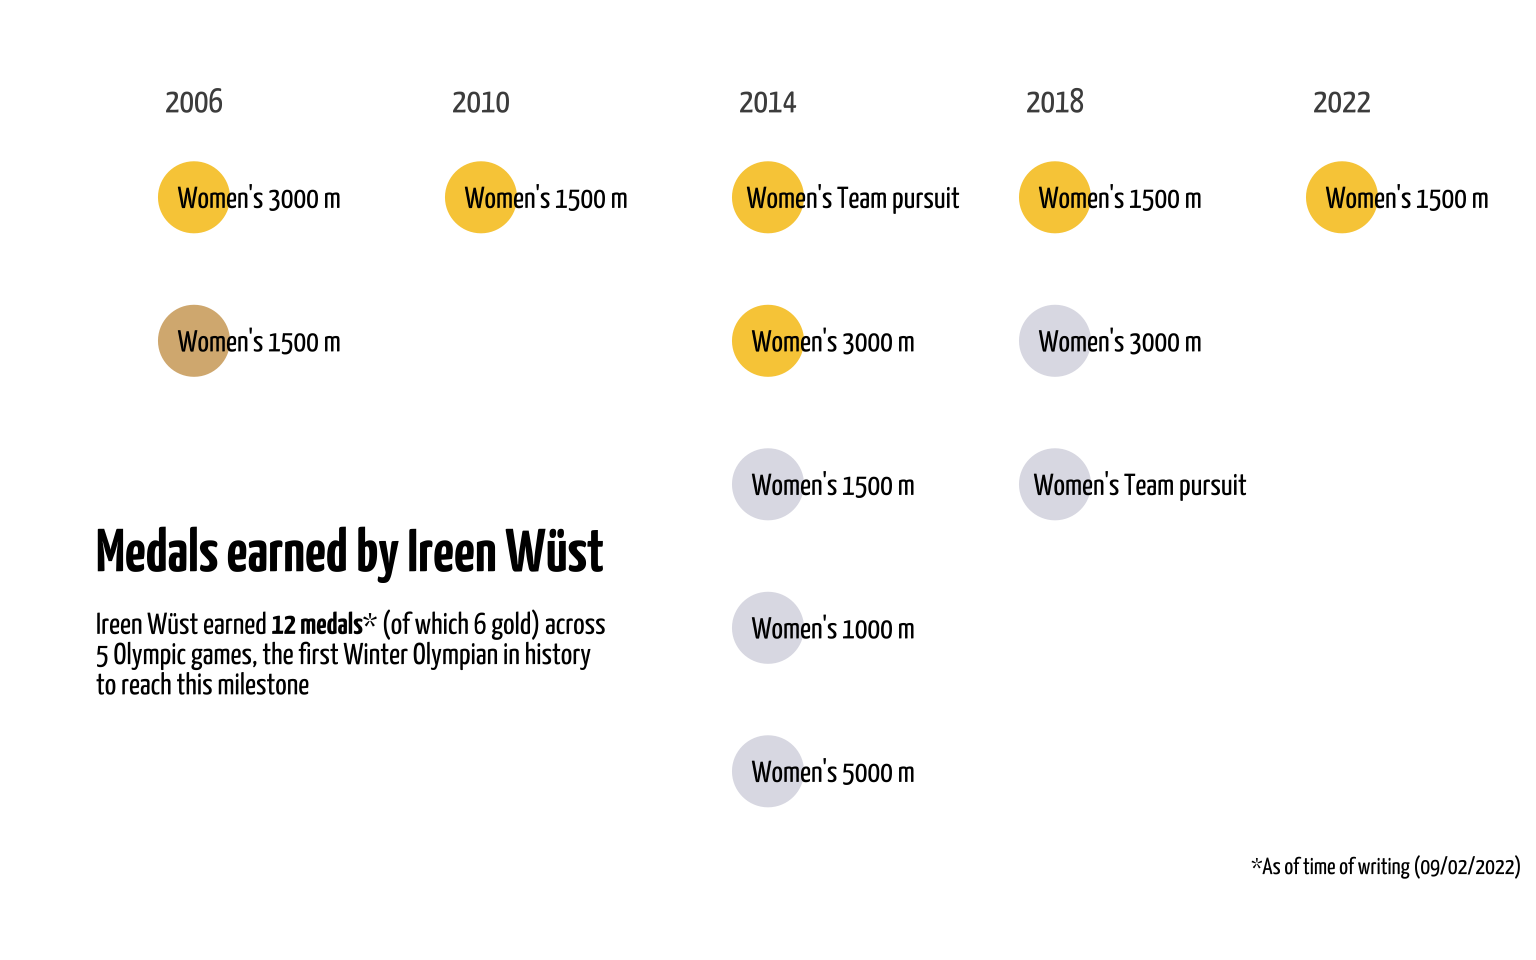 2006 2010 2014 2018 2022
Women's 3000 m Women's 1500 m Women's Team pursuit Women's 1500 m Women's 1500 m
Women's 1500 m Women's 3000 m Women's 3000 m
Women's 1500 m Women's Team pursuit
Medals earned by Ireen Wüst
Ireen Wüst earned 12 medals* (of which 6 gold) across
5 Olympic games, the first Winter Olympian in history
to reach this milestone
Women's 1000 m
Women's 5000 m
*As of time of writing (09/02/2022)